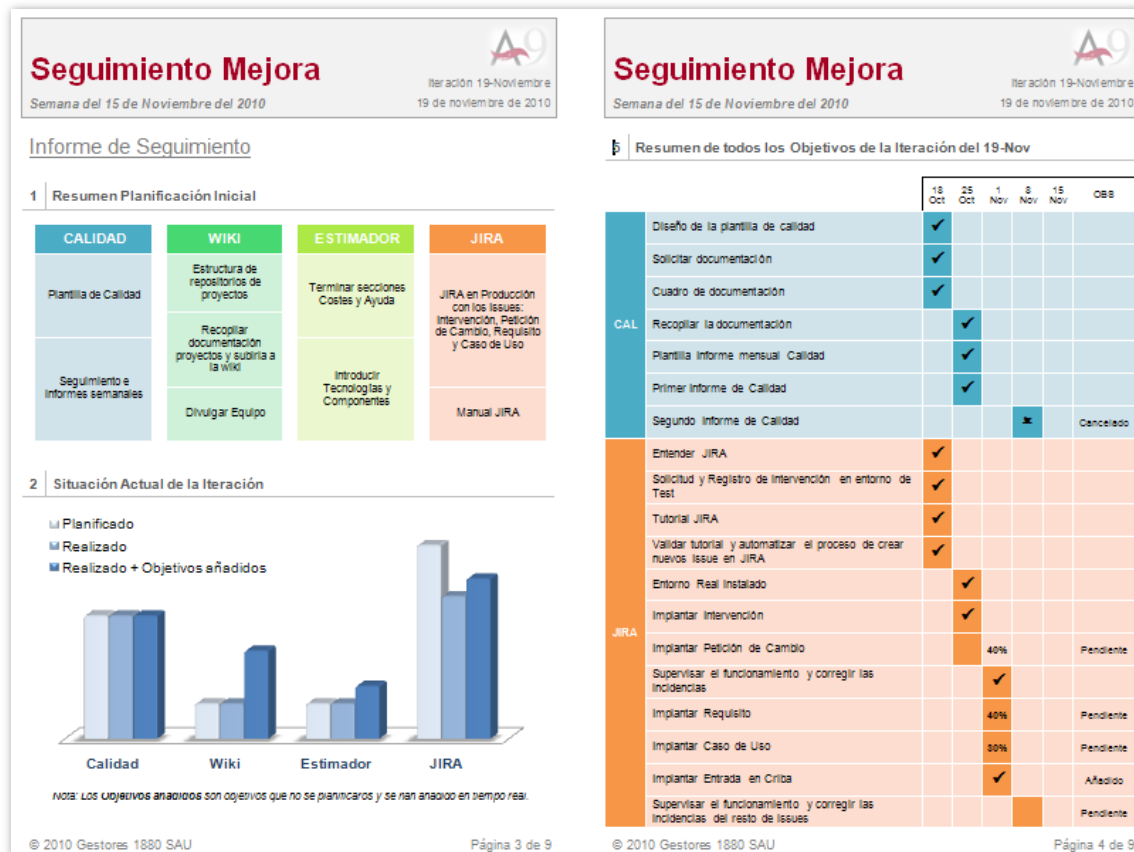 A9
Seguimiento Mejora
Iteración 19-Noviembre
Semana del 15 de Noviembre del 2010
19 de noviembre de 2010
Informe de Seguimiento
1 Resumen Planificación Inicial
CALIDAD WIKI ESTIMADOR JIRA
Plantilla de Calidad
Seguimiento e
Informes semanales
Estructura de
repositorios de
proyectos
Recopilar
documentación
proyectos y subirla a
la wiki
Divulgar Equipo
Terminar secciones
Costes y Ayuda
Introducir
Tecnologías y
Componentes
JIRA en Producción
con los Issues:
Intervención, Petición
de Cambio, Requisito
y Caso de Uso
Manual JIRA
2 Situación Actual de la Iteración
Planificado
Realizado
Realizado + Objetivos añadidos
Calidad Wiki Estimador JIRA
Nota: Los Objetivos añadidos son objetivos que no se planificaros y se han añadido en tiempo real.
© 2010 Gestores 1880 SAU Página 3 de 9
A9
Seguimiento Mejora
Iteración 19-Noviembre
Semana del 15 de Noviembre del 2010
19 de noviembre de 2010
5 Resumen de todos los Objetivos de la Iteración del 19-Nov
18 Oct 25 Oct 1 Nov 8 Nov 15 Nov OBS
CAL
Diseño de la plantilla de calidad ✓
Solicitar documentación ✓
Cuadro de documentación ✓
Recopilar la documentación ✓
Plantilla Informe mensual Calidad ✓
Primer Informe de Calidad ✓
Segundo Informe de Calidad ✘ Cancelado
JIRA
Entender JIRA ✓
Solicitud y Registro de Intervención en entorno de
Test ✓
Tutorial JIRA ✓
Validar tutorial y automatizar el proceso de crear
nuevos Issue en JIRA ✓
Entorno Real Instalado ✓
Implantar Intervención ✓
Implantar Petición de Cambio 40% Pendiente
Supervisar el funcionamiento y corregir las
Incidencias ✓
Implantar Requisito 40% Pendiente
Implantar Caso de Uso 30% Pendiente
Implantar Entrada en Criba ✓ Añadido
Supervisar el funcionamiento y corregir las
Incidencias del resto de Issues Pendiente
© 2010 Gestores 1880 SAU Página 4 de 9